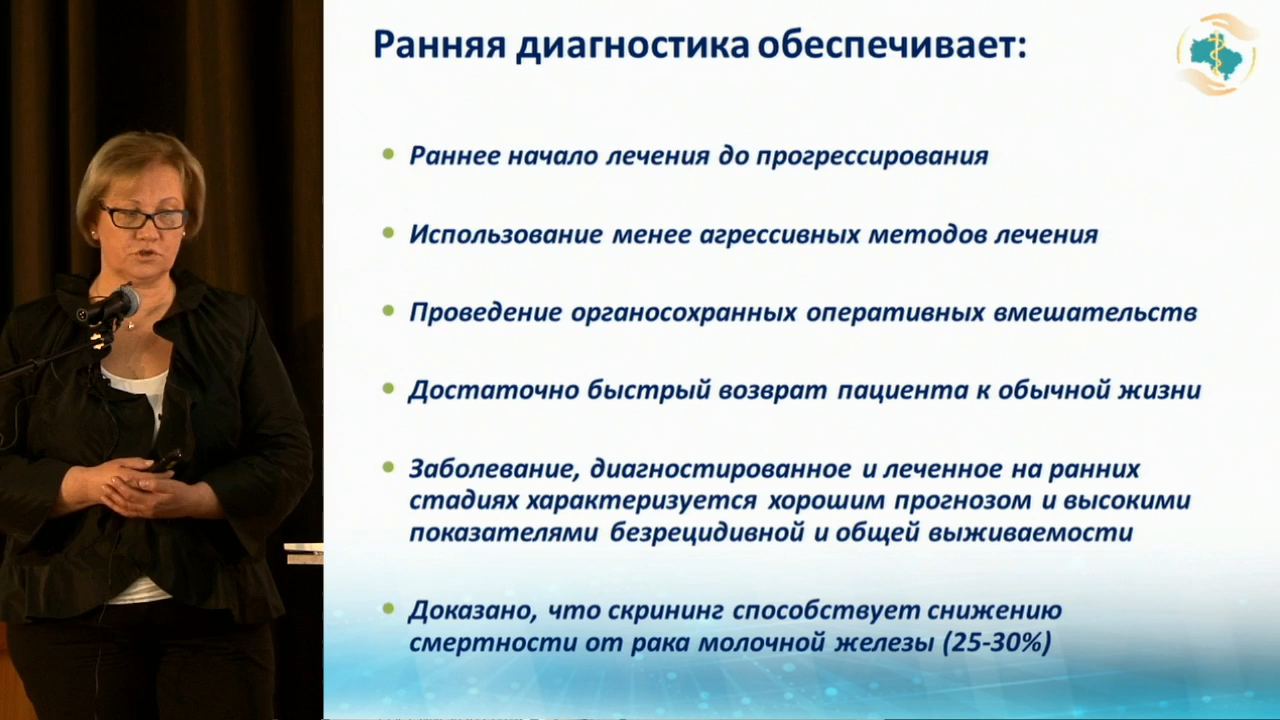 Ранняя диагностика обеспечивает:
Раннее начало лечения до прогрессирования
Использование менее агрессивных методов лечения
Проведение органосохранных оперативных вмешательств
Достаточно быстрый возврат пациента к обычной жизни
Заболевание, диагностированное и леченное на ранних
стадиях характеризуется хорошим прогнозом и высокими
показателями безрецидивной и общей выживаемости
Доказано, что скрининг способствует снижению
смертности от рака молочной железы (25-30%)